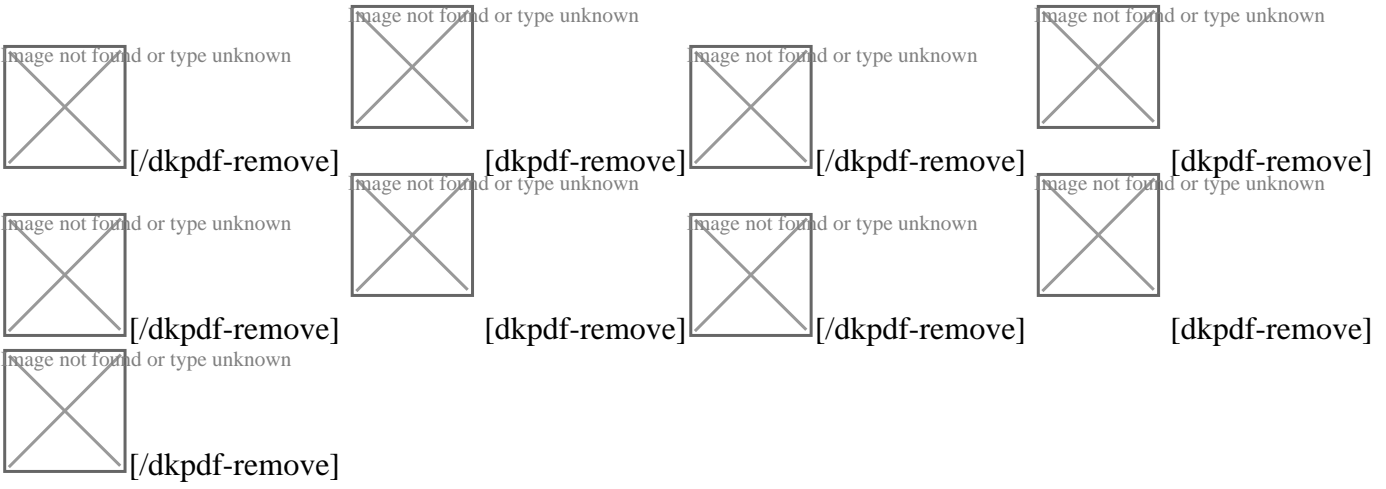 Image not found or type unknown Image not found or type unknown
Image not found or type unknown Image not found or type unknown
[/dkpdf-remove] [dkpdf-remove] [/dkpdf-remove] [dkpdf-remove]
Image not found or type unknown Image not found or type unknown
Image not found or type unknown Image not found or type unknown
[/dkpdf-remove] [dkpdf-remove] [/dkpdf-remove] [dkpdf-remove]
Image not found or type unknown
[/dkpdf-remove]